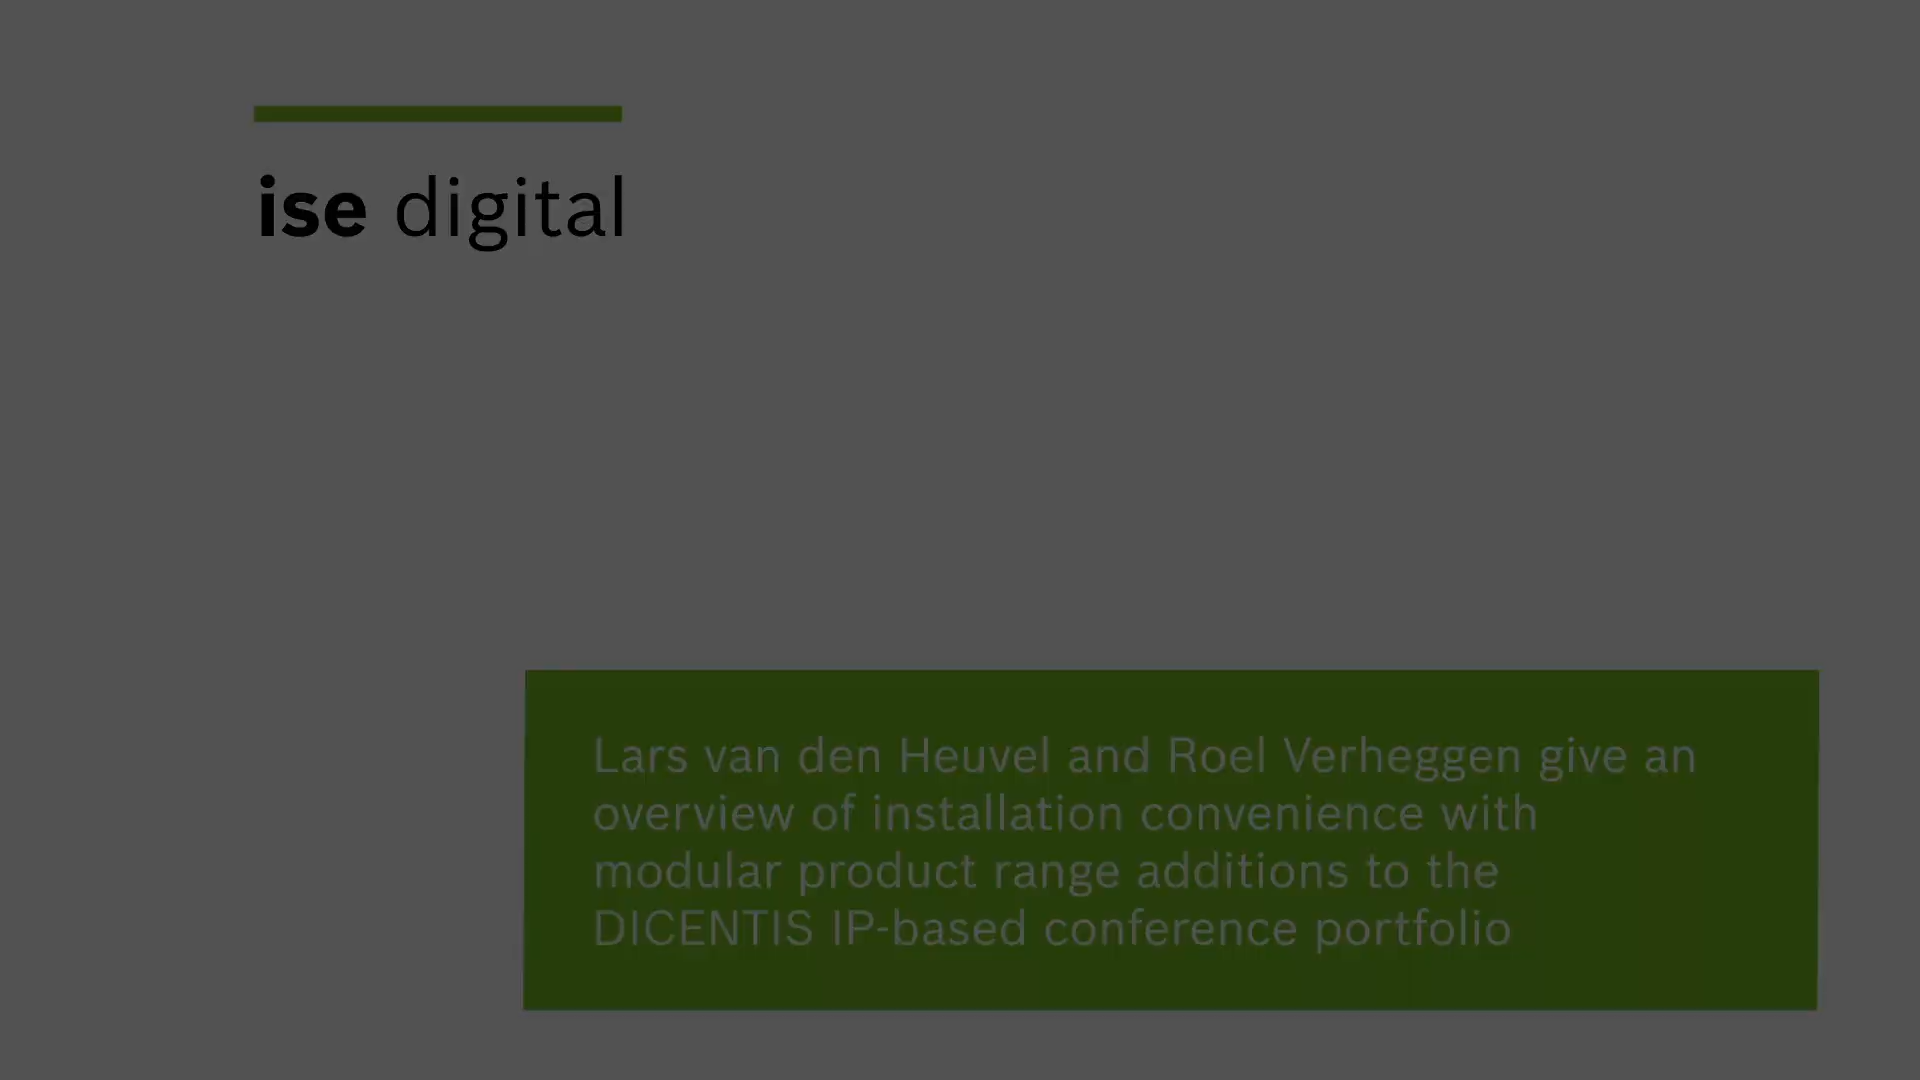 ise digital
Lars van den Heuvel and Roel Verheggen give an
overview of installation convenience with
modular product range additions to the
DICENTIS IP-based conference portfolio